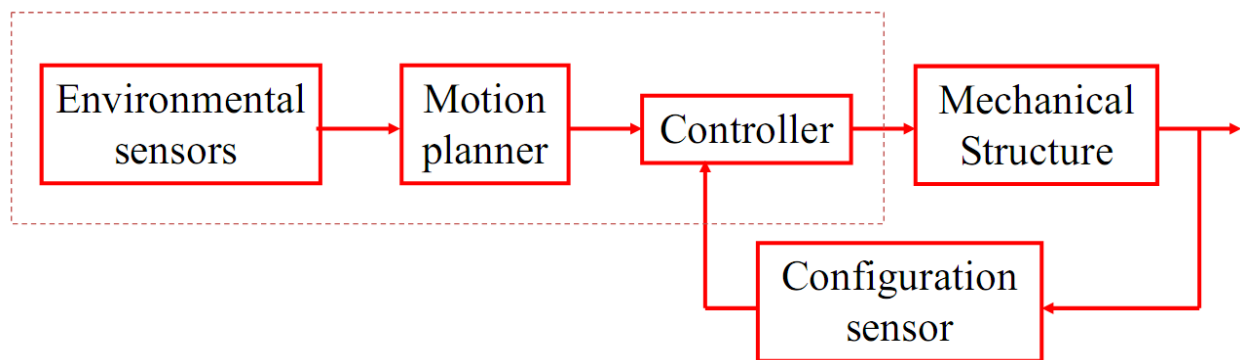 Environmental
sensors
Motion
planner
Controller
Mechanical
Structure
Configuration
sensor